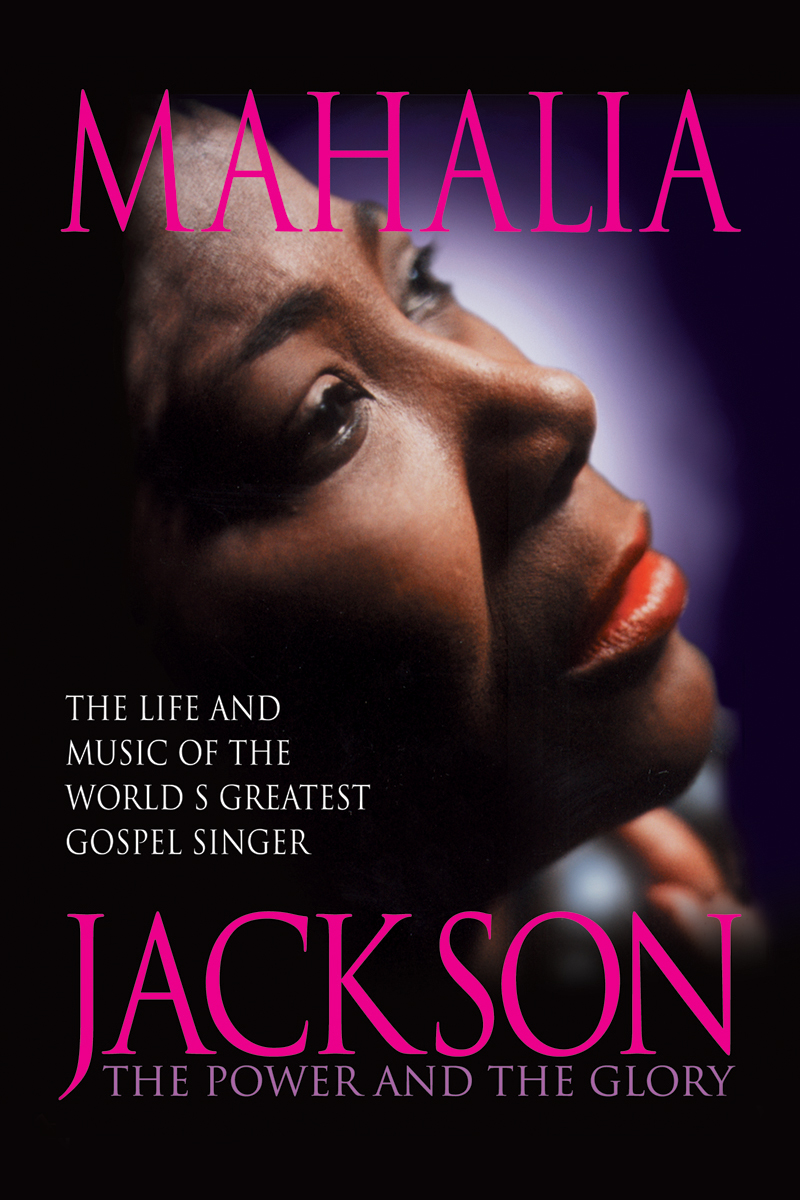 MAHALIA
THE LIFE AND
MUSIC OF THE
WORLD S GREATEST
GOSPEL SINGER
JACKSON
THE POWER AND THE GLORY